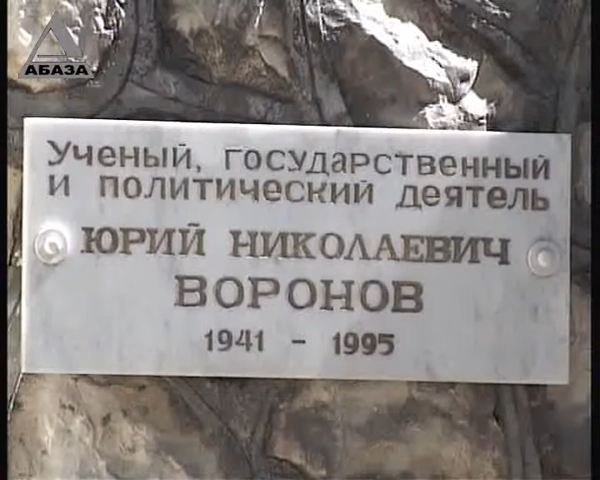 АБАЗА
Ученый, государственный
и политический деятель
ЮРИЙ НИКОЛАЕВИЧ
ВОРОНОВ
1941 - 1995